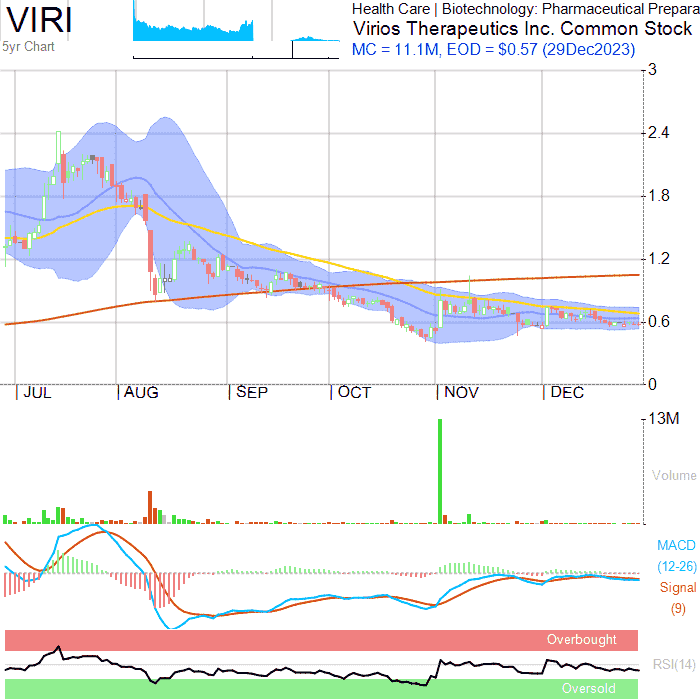 VIRI
5yr Chart
Health Care | Biotechnology: Pharmaceutical Prepara
Virios Therapeutics Inc. Common Stock
MC = 11.1M, EOD = $0.57 (29Dec2023)
3
2.4
1.8
1.2
0.6
0
JUL AUG SEP OCT NOV DEC
13M
Volume
MACD
(12-26)
Signal
(9)
Overbought
RSI(14)
Oversold